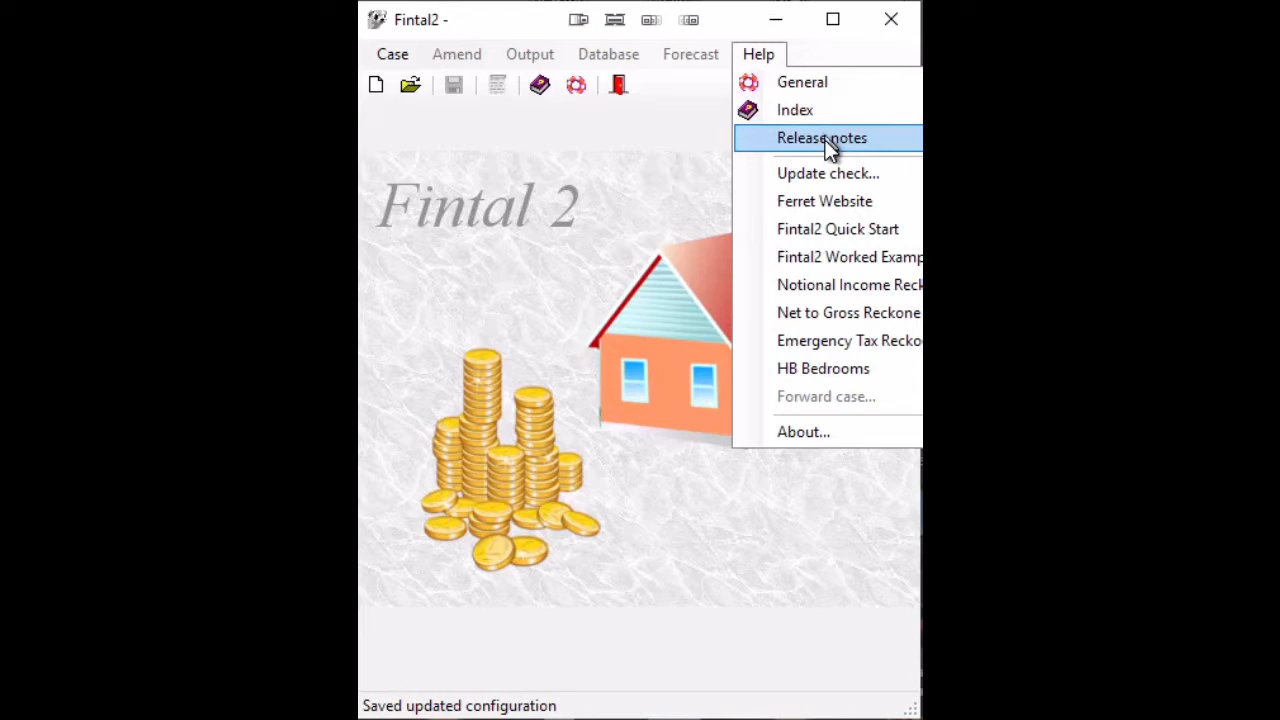 Fintal2 -
Case Amend Output Database Forecast Help
General
Index
Release notes
Update check...
Ferret Website
Fintal2 Quick Start
Fintal2 Worked Examp
Notional Income Reck
Net to Gross Reckone
Emergency Tax Recko
HB Bedrooms
Forward case...
About...
Fintal 2
Saved updated configuration